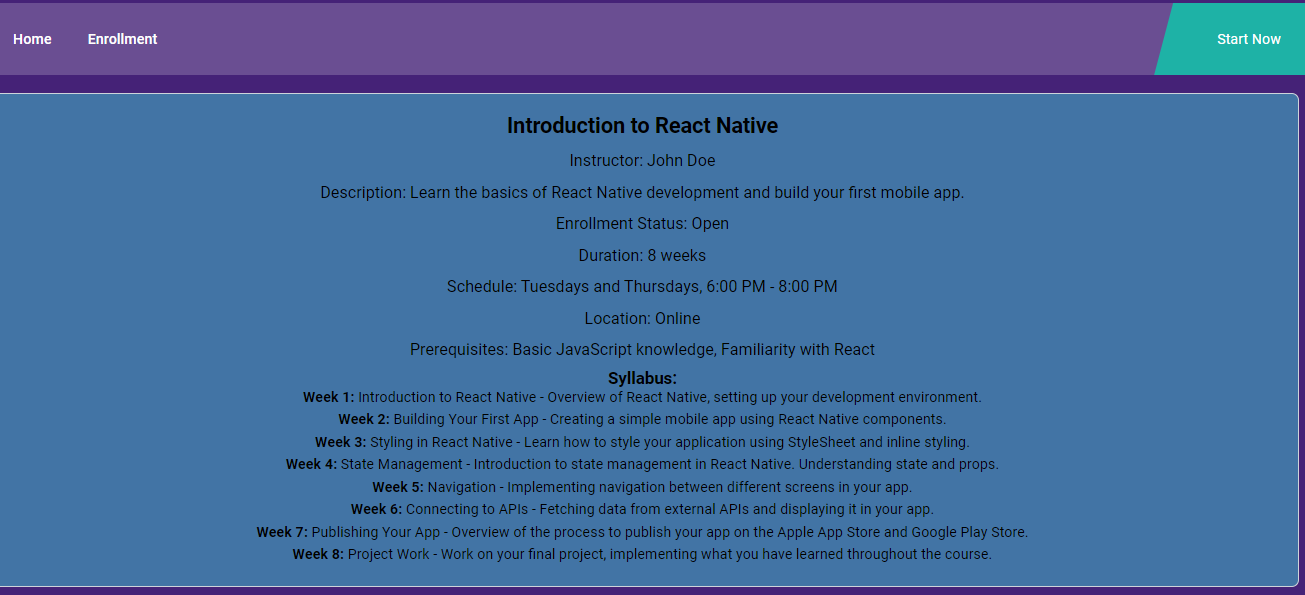 Home Enrollment Start Now
Introduction to React Native
Instructor: John Doe
Description: Learn the basics of React Native development and build your first mobile app.
Enrollment Status: Open
Duration: 8 weeks
Schedule: Tuesdays and Thursdays, 6:00 PM - 8:00 PM
Location: Online
Prerequisites: Basic JavaScript knowledge, Familiarity with React
Syllabus:
Week 1: Introduction to React Native - Overview of React Native, setting up your development environment.
Week 2: Building Your First App - Creating a simple mobile app using React Native components.
Week 3: Styling in React Native - Learn how to style your application using StyleSheet and inline styling.
Week 4: State Management - Introduction to state management in React Native. Understanding state and props.
Week 5: Navigation - Implementing navigation between different screens in your app.
Week 6: Connecting to APIs - Fetching data from external APIs and displaying it in your app.
Week 7: Publishing Your App - Overview of the process to publish your app on the Apple App Store and Google Play Store.
Week 8: Project Work - Work on your final project, implementing what you have learned throughout the course.